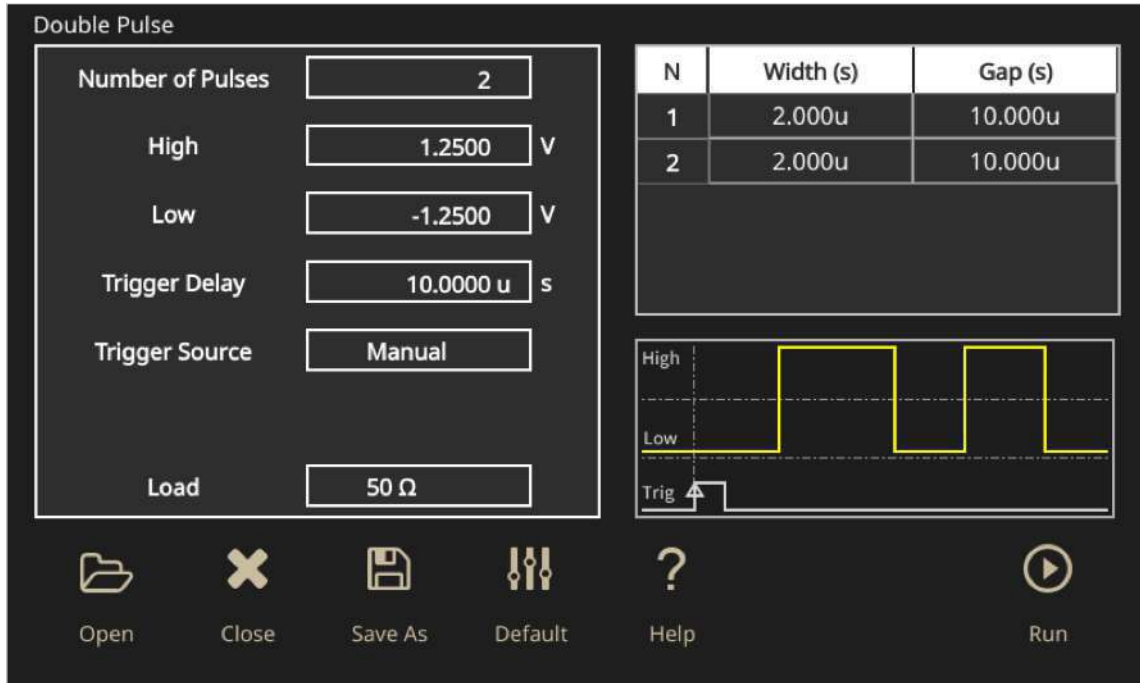 Double Pulse
Number of Pulses 2
High 1.2500 V
Low -1.2500 V
Trigger Delay 10.0000 u s
Trigger Source Manual
Load 50 Ω
N Width (s) Gap (s)
1 2.000u 10.000u
2 2.000u 10.000u
High
Low
Trig
Open Close Save As Default Help Run